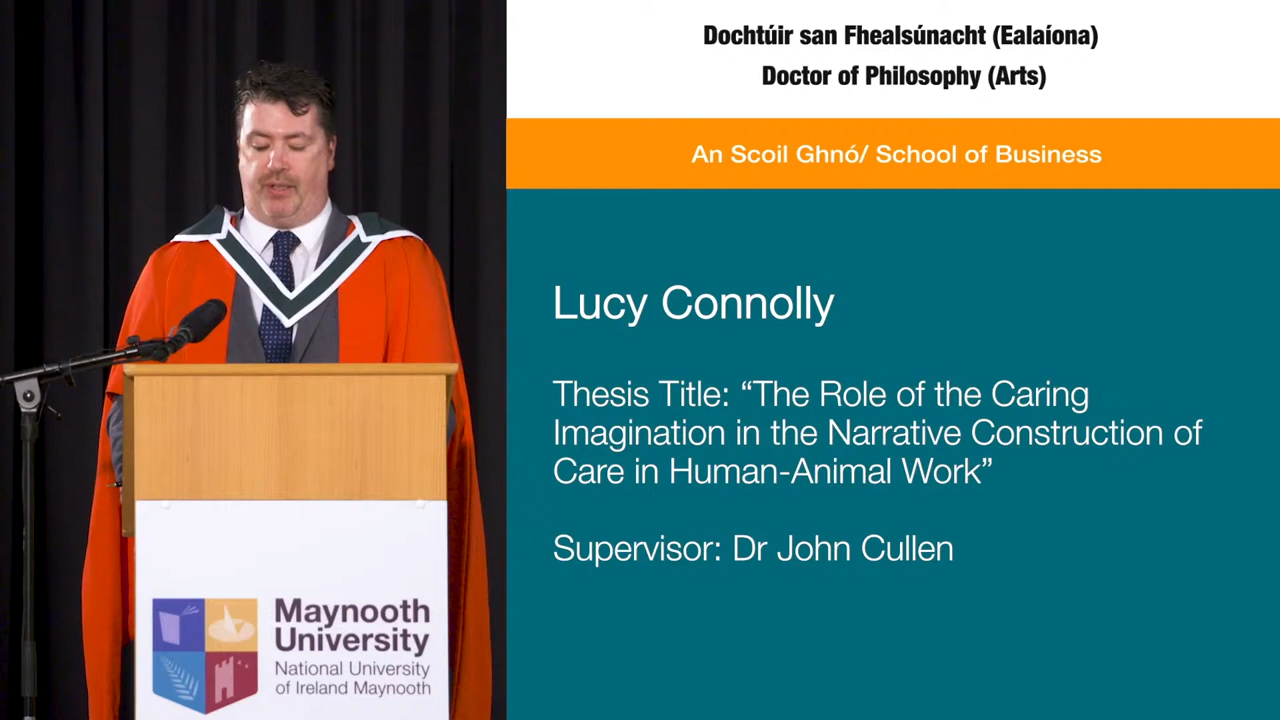 Dochtúir san Fhealsúnacht (Ealaíona)
Doctor of Philosophy (Arts)
An Scoil Ghnó/ School of Business
Lucy Connolly
Thesis Title: “The Role of the Caring
Imagination in the Narrative Construction of
Care in Human-Animal Work”
Supervisor: Dr John Cullen
Maynooth
University
National University
of Ireland Maynooth